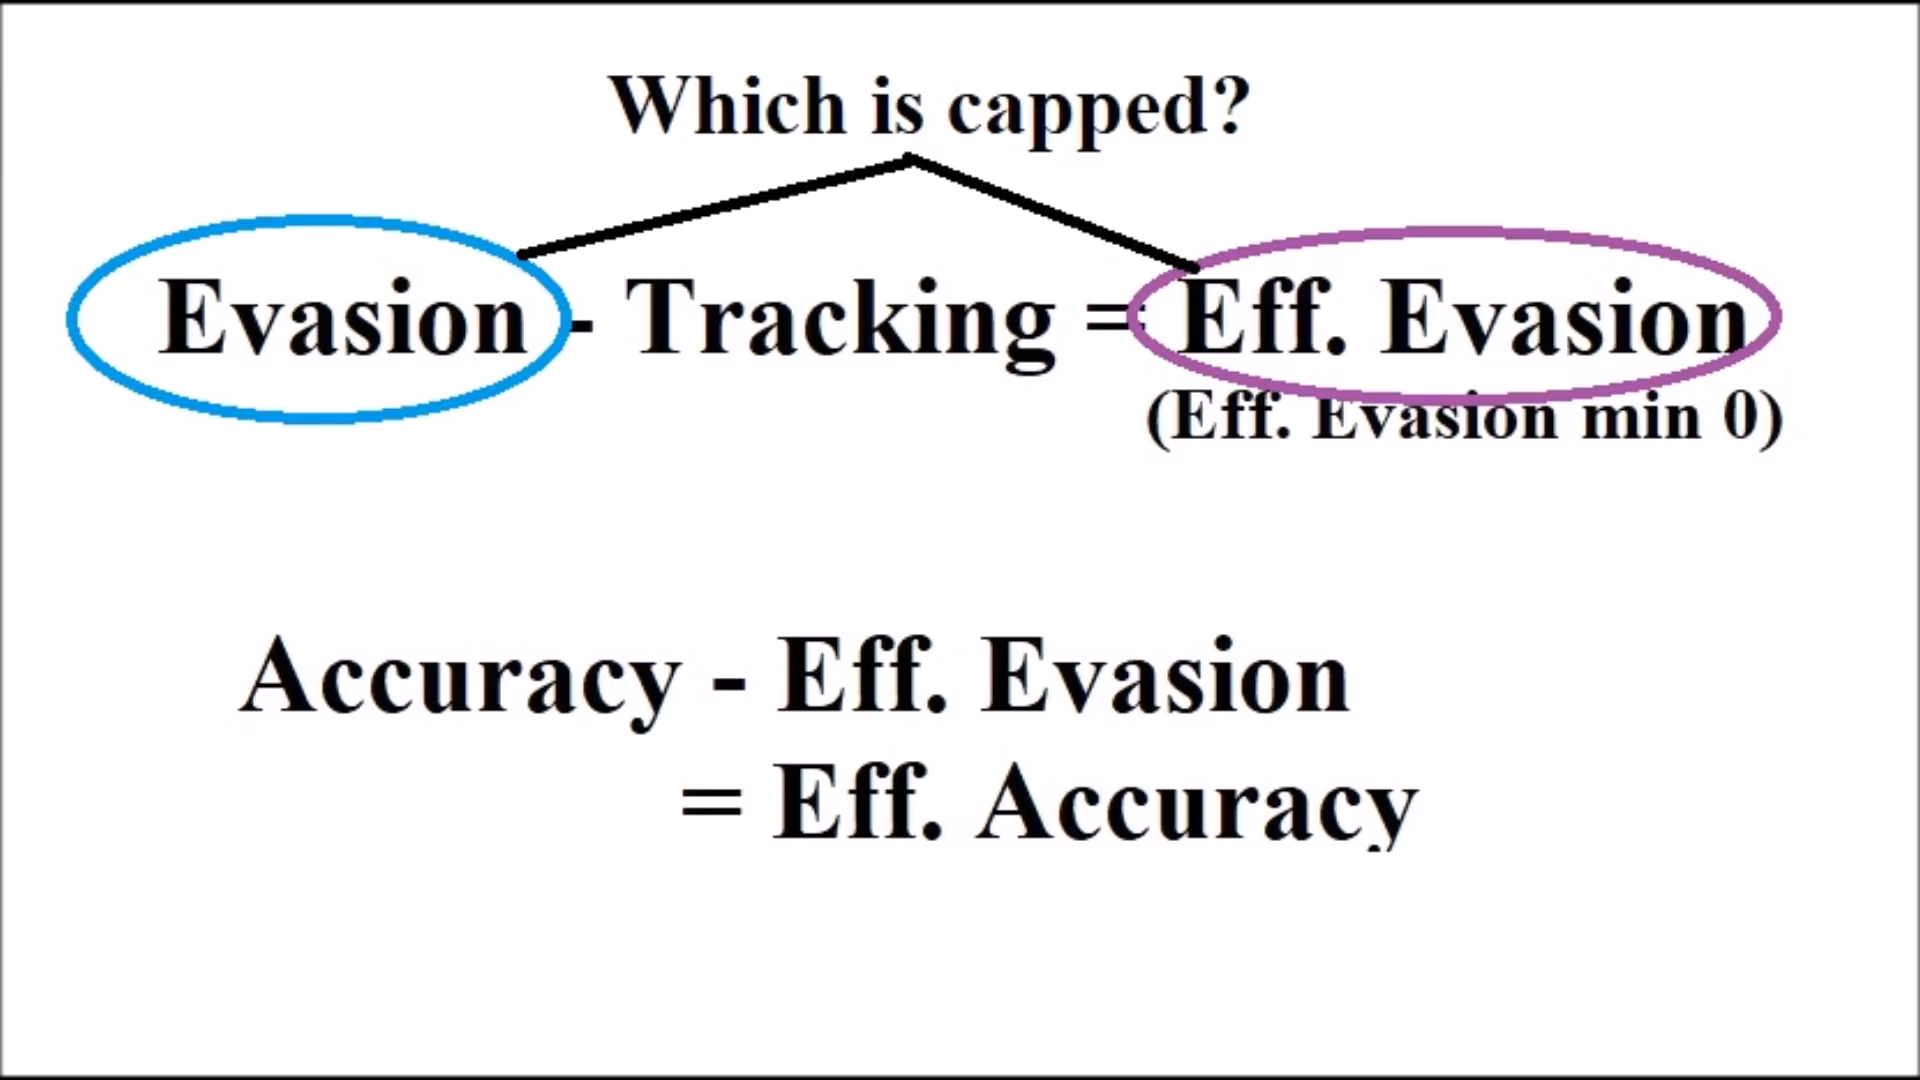 Which is capped?
Evasion - Tracking = Eff. Evasion
(Eff. Evasion min 0)
Accuracy - Eff. Evasion
= Eff. Accuracy